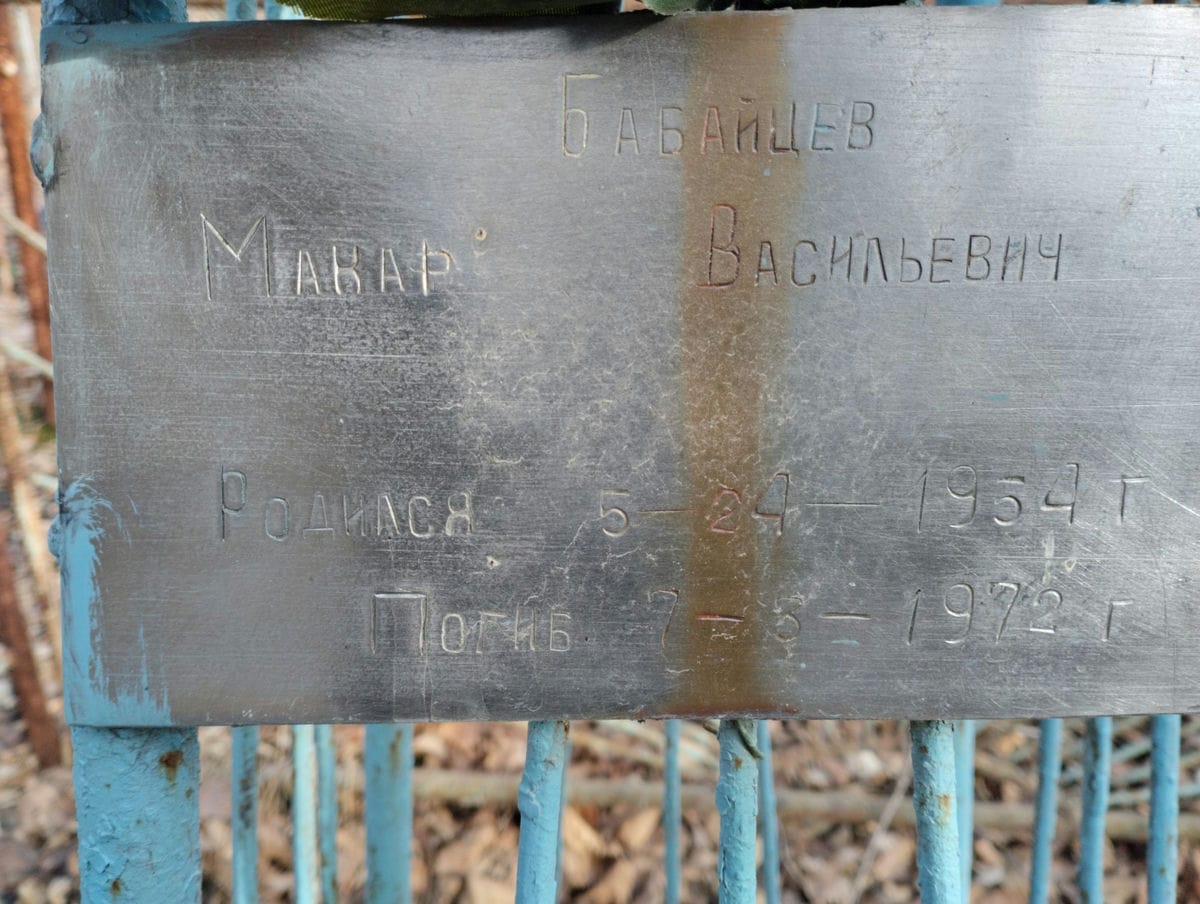 Бабайцев
Макар Васильевич
Родился 5-24-1954 г
Погиб 7-3-1972 г